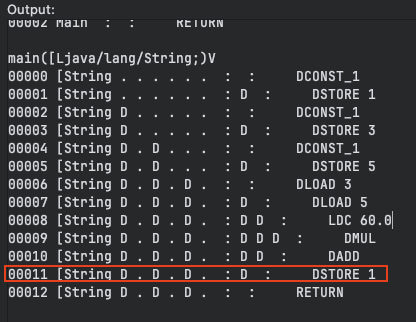 Output:
00002 Main  :  :     RETURN
main([Ljava/lang/String;)V
00000 [String . . . . . .  :  :     DCONST_1
00001 [String . . . . . .  : D  :     DSTORE 1
00002 [String D . . . . .  :  :     DCONST_1
00003 [String D . . . . .  : D  :     DSTORE 3
00004 [String D . D . . .  :  :     DCONST_1
00005 [String D . D . . .  : D  :     DSTORE 5
00006 [String D . D . D .  :  :     DLOAD 3
00007 [String D . D . D .  : D  :     DLOAD 5
00008 [String D . D . D .  : D D  :     LDC 60.0
00009 [String D . D . D .  : D D D  :     DMUL
00010 [String D . D . D .  : D D  :     DADD
00011 [String D . D . D .  : D  :     DSTORE 1
00012 [String D . D . D .  :  :     RETURN